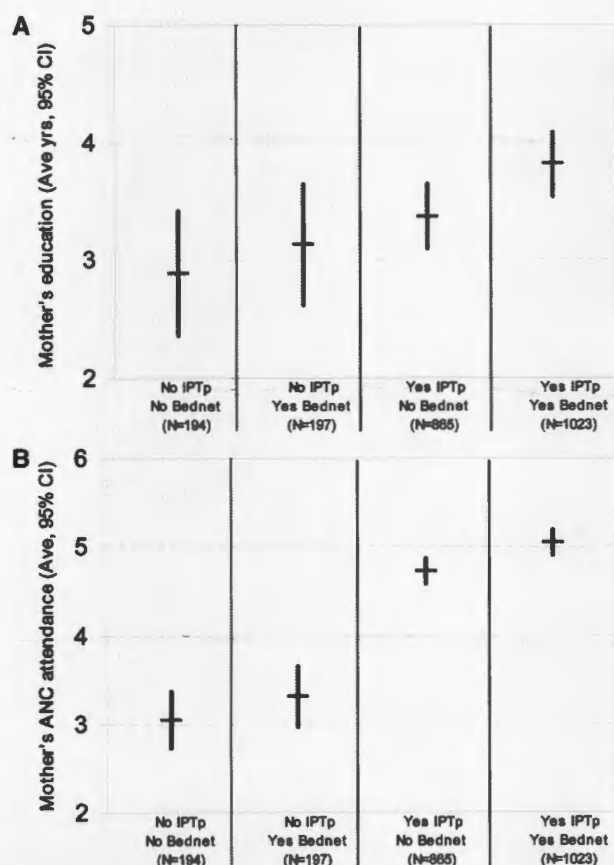 A
Mother's education (Ave yrs, 95% CI)
5
4
3
2
No IPTp
No Bednet
(N=194)
No IPTp
Yes Bednet
(N=197)
Yes IPTp
No Bednet
(N=865)
Yes IPTp
Yes Bednet
(N=1023)
B
Mother's ANC attendance (Ave, 95% CI)
6
5
4
3
2
No IPTp
No Bednet
(N=194)
No IPTp
Yes Bednet
(N=197)
Yes IPTp
No Bednet
(N=865)
Yes IPTp
Yes Bednet
(N=1023)